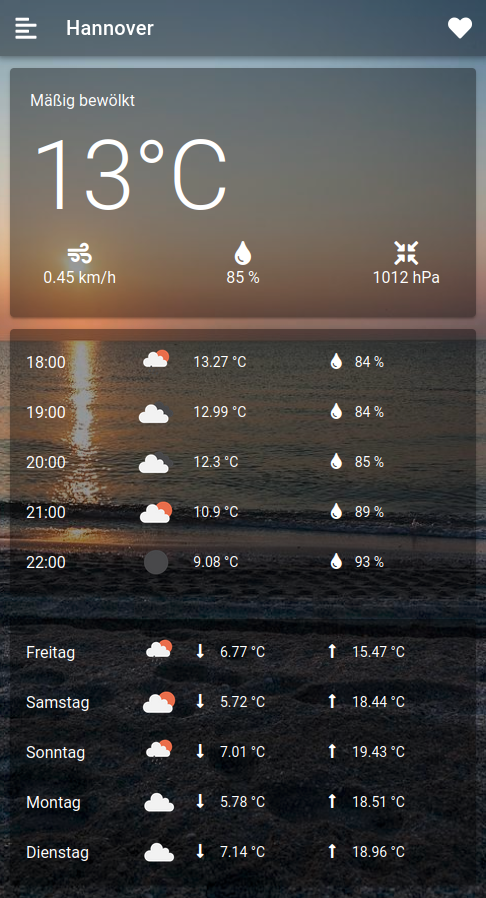 Hannover
Mäßig bewölkt
13°C
0.45 km/h 85 % 1012 hPa
18:00 13.27 °C 84 %
19:00 12.99 °C 84 %
20:00 12.3 °C 85 %
21:00 10.9 °C 89 %
22:00 9.08 °C 93 %
Freitag 6.77 °C 15.47 °C
Samstag 5.72 °C 18.44 °C
Sonntag 7.01 °C 19.43 °C
Montag 5.78 °C 18.51 °C
Dienstag 7.14 °C 18.96 °C